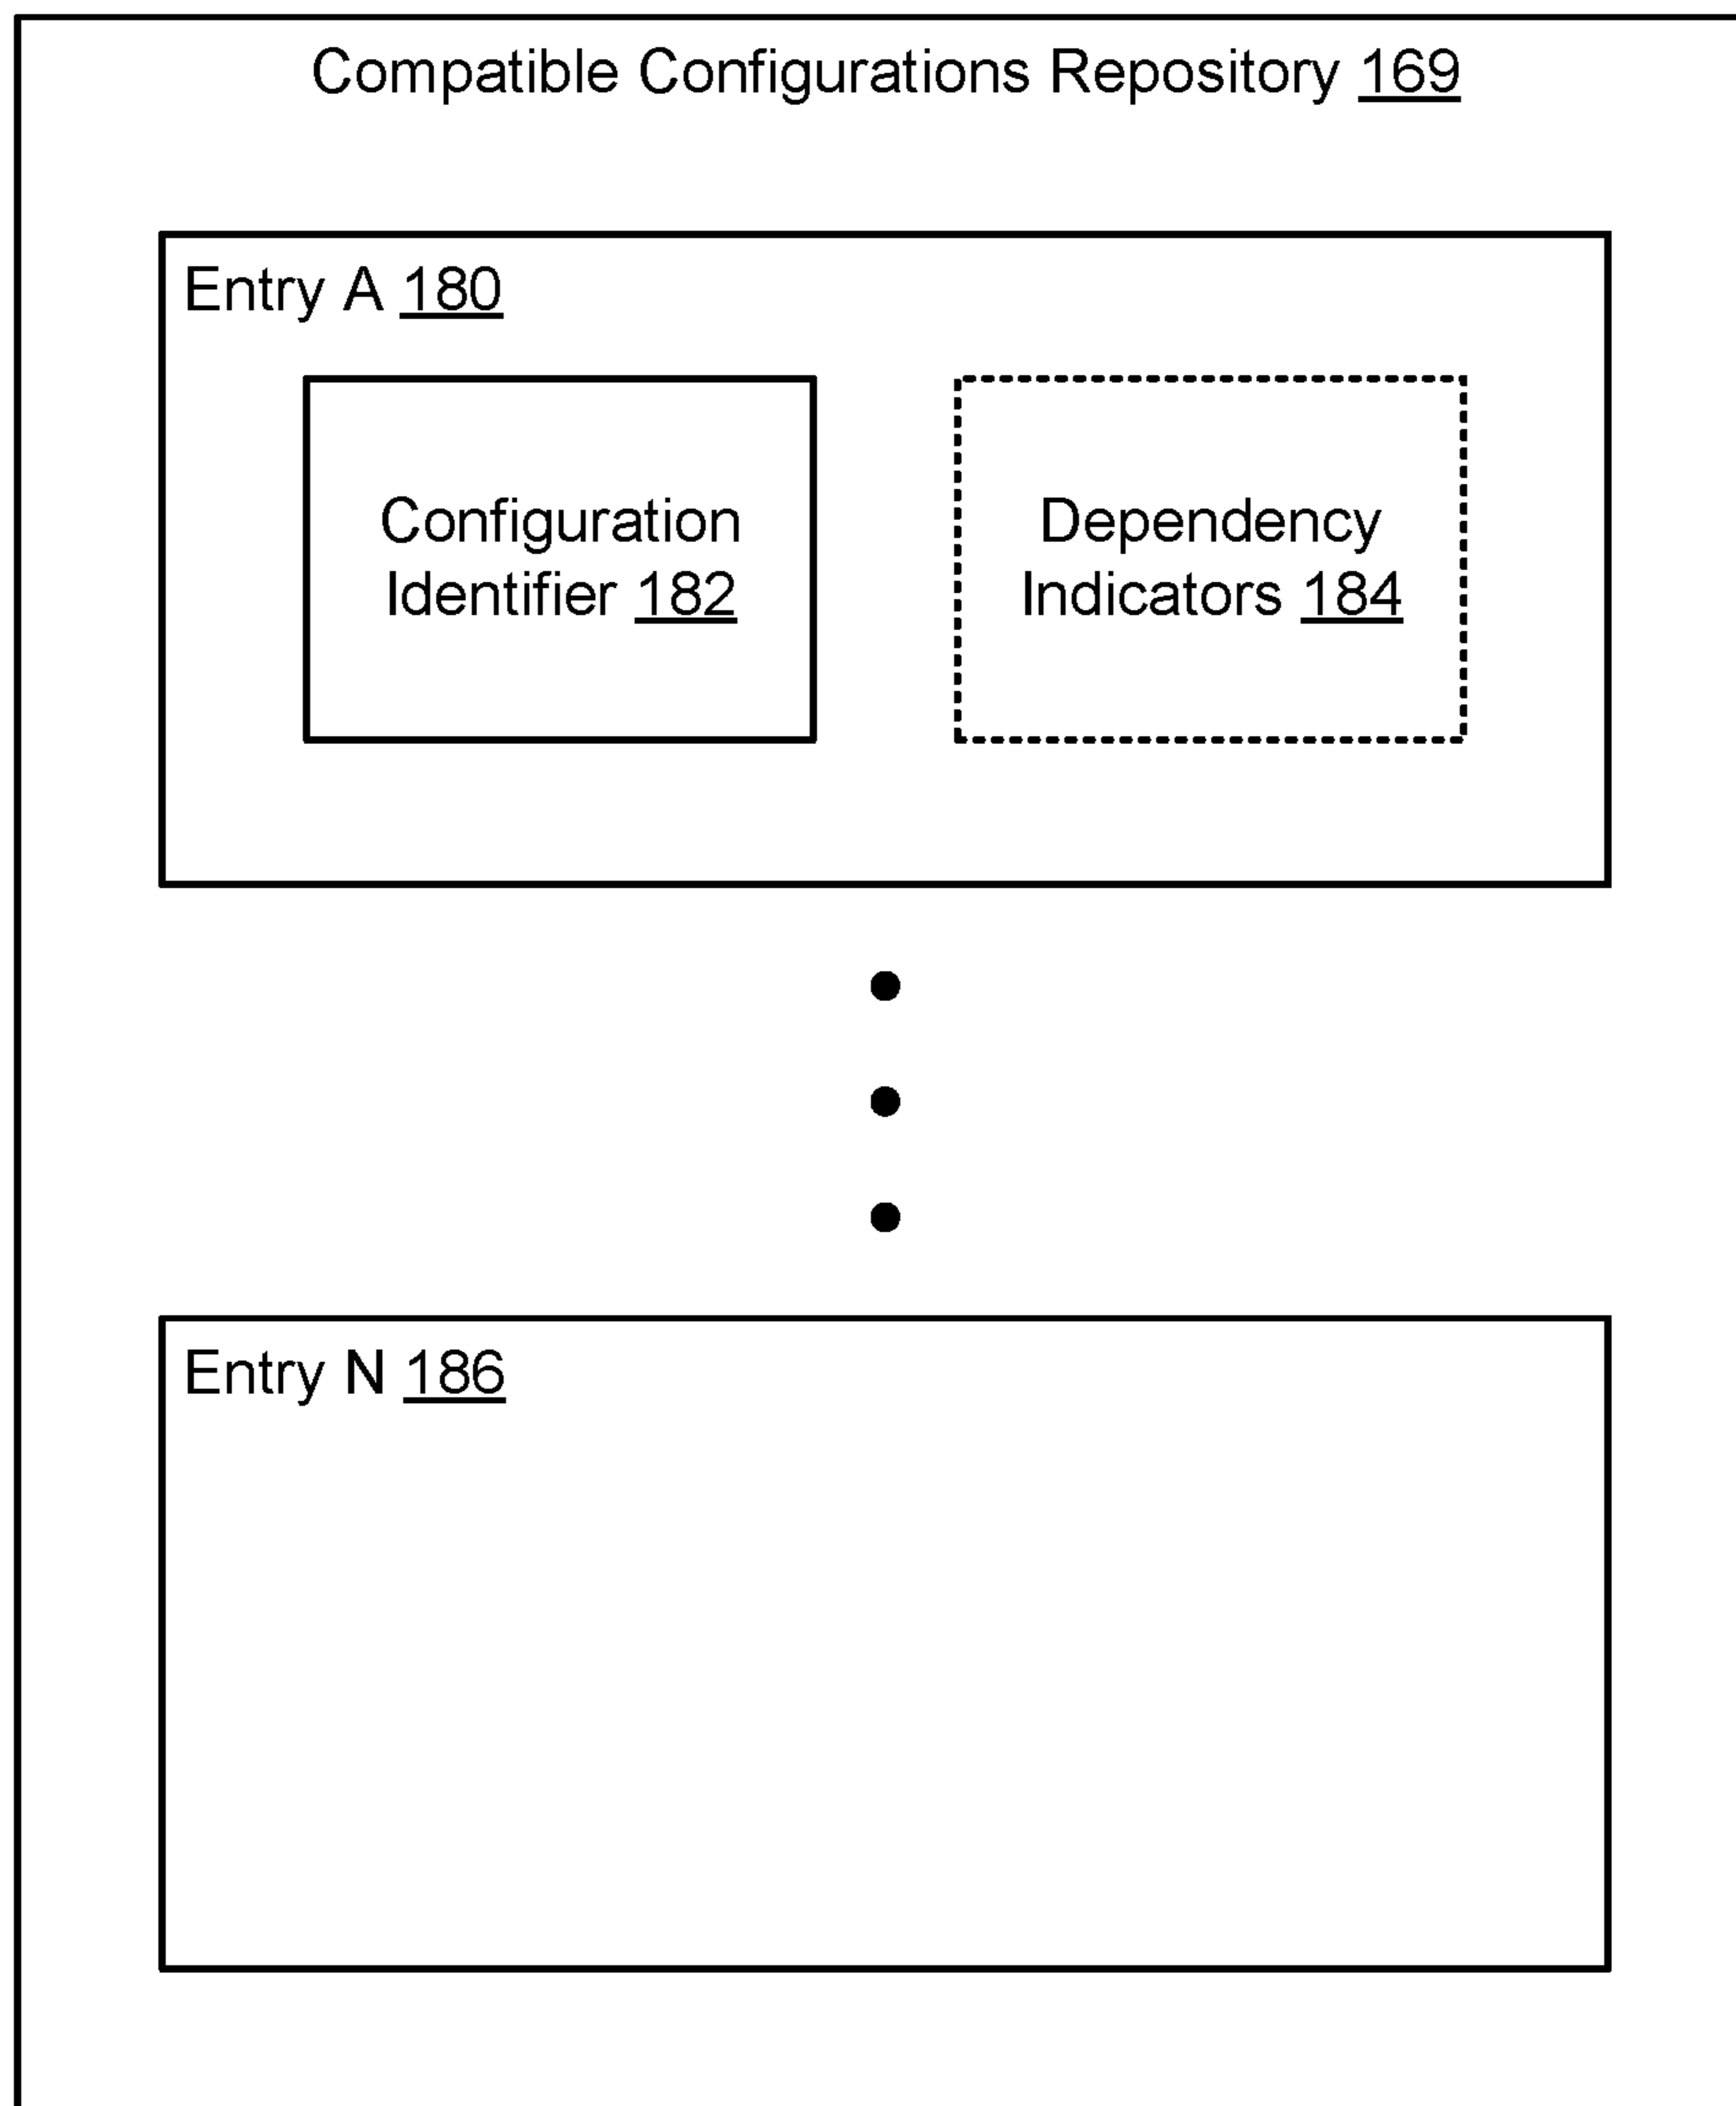 Compatible Configurations Repository 169
Entry A 180
Configuration
Identifier 182
Dependency
Indicators 184
Entry N 186